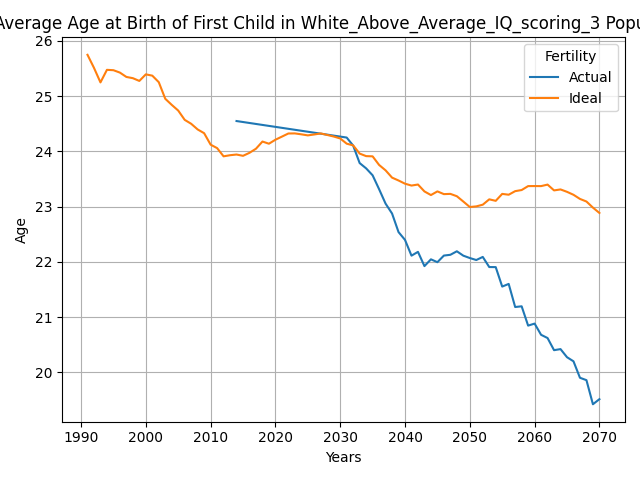 Average Age at Birth of First Child in White_Above_Average_IQ_scoring_3 Popu
Fertility
Actual
Ideal
26
25
24
23
22
21
20
Age
1990 2000 2010 2020 2030 2040 2050 2060 2070
Years